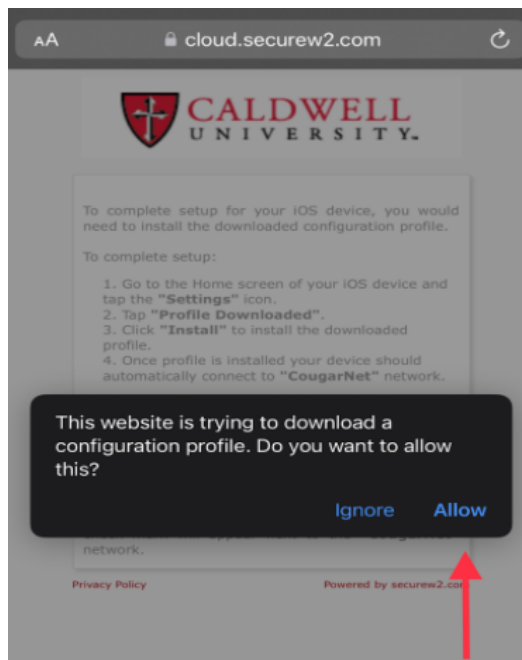 AA cloud.securew2.com
CALDWELL
UNIVERSITY
To complete setup for your iOS device, you would
need to install the downloaded configuration profile.
To complete setup:
1. Go to the Home screen of your iOS device and
tap the "Settings" icon.
2. Tap "Profile Downloaded".
3. Click "Install" to install the downloaded
profile.
4. Once profile is installed your device should
automatically connect to "CougarNet" network.
This website is trying to download a
configuration profile. Do you want to allow
this?
Ignore Allow
network.
Privacy Policy Powered by securew2.com